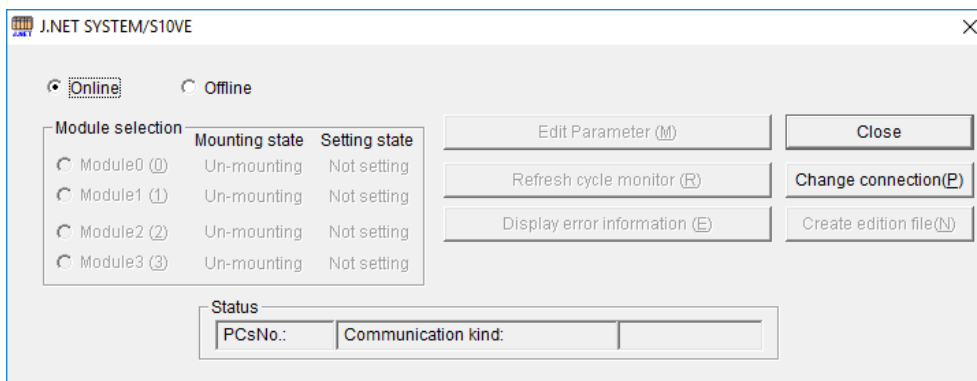 J.NET SYSTEM/S10VE
Online Offline
Module selection Mounting state Setting state
Module0 (0) Un-mounting Not setting
Module1 (1) Un-mounting Not setting
Module2 (2) Un-mounting Not setting
Module3 (3) Un-mounting Not setting
Edit Parameter (M) Close
Refresh cycle monitor (R) Change connection(P)
Display error information (E) Create edition file(N)
Status
PCsNo.: Communication kind: